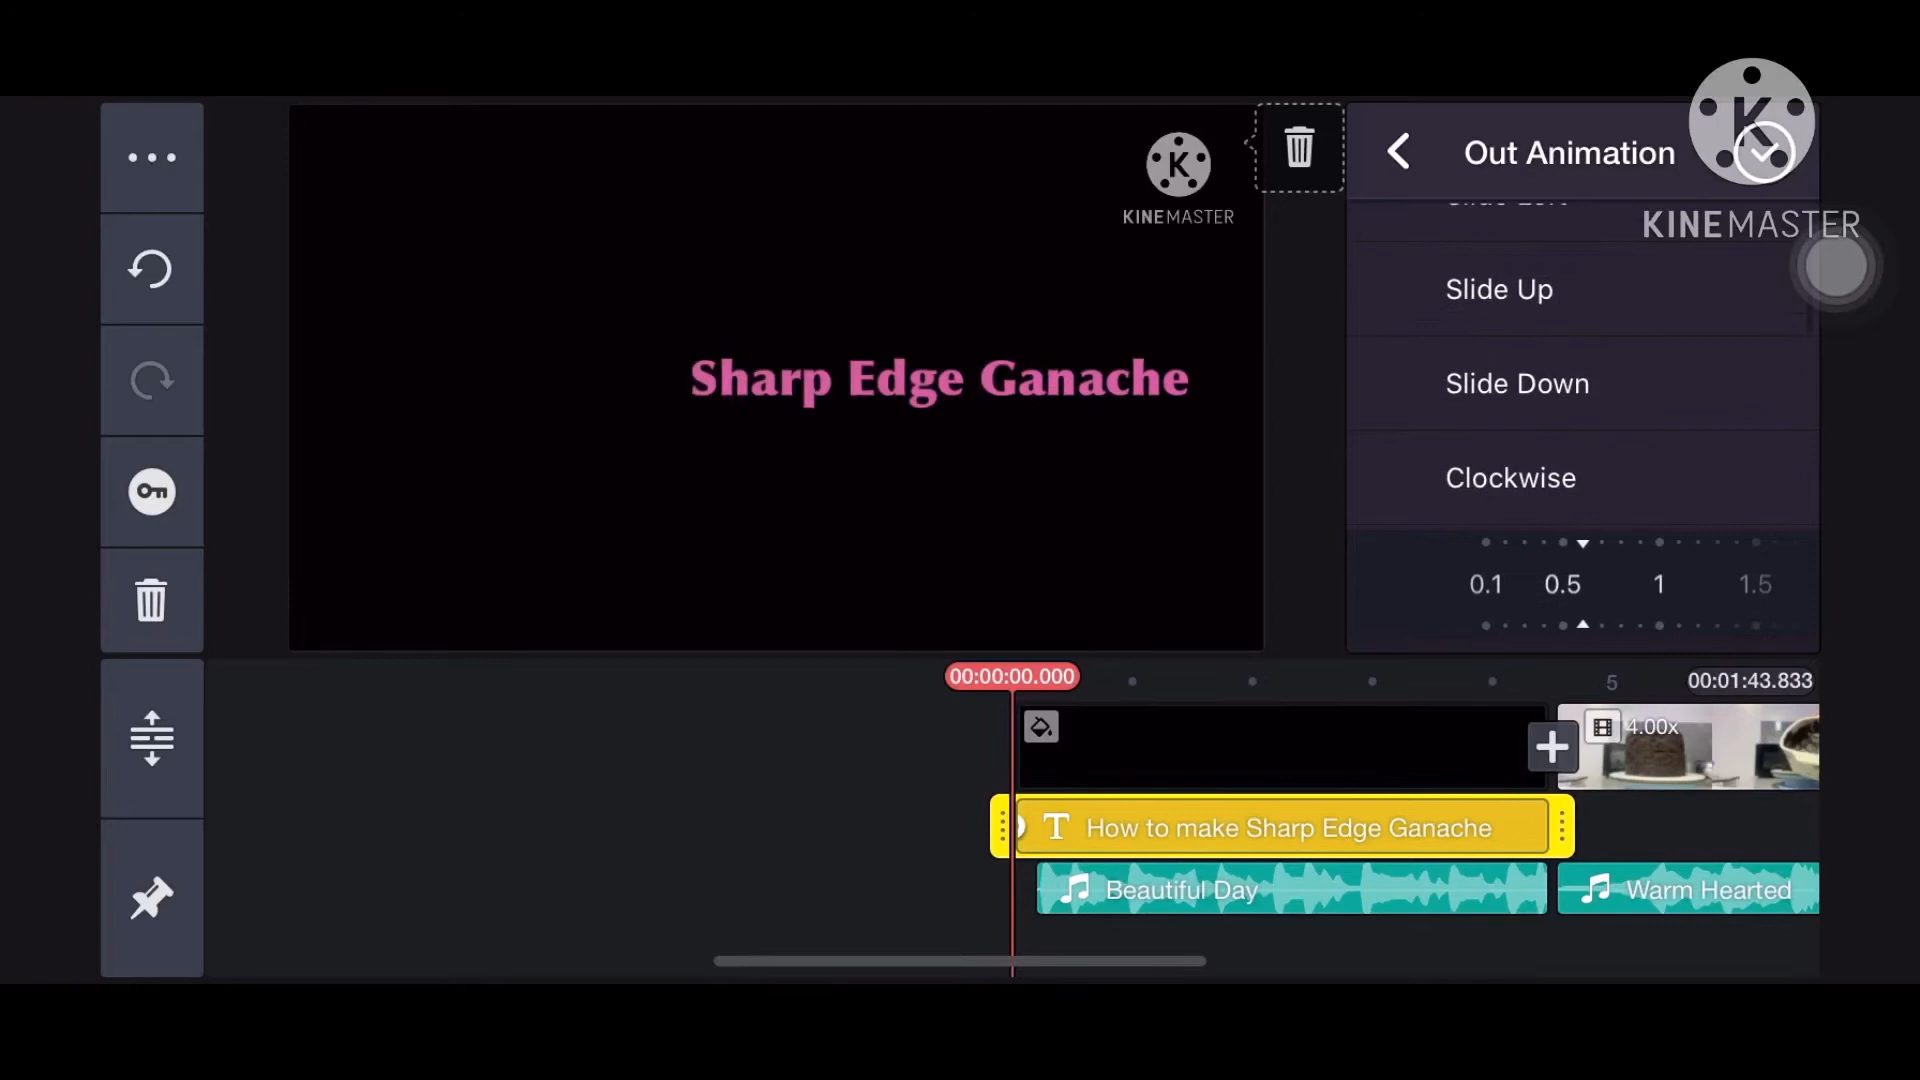 Out Animation
KINEMASTER
KINEMASTER
Slide Left
Slide Up
Slide Down
Clockwise
Sharp Edge Ganache
0.1 0.5 1 1.5
00:00:00.000
5
00:01:43.833
4.00x
T How to make Sharp Edge Ganache
Beautiful Day
Warm Hearted